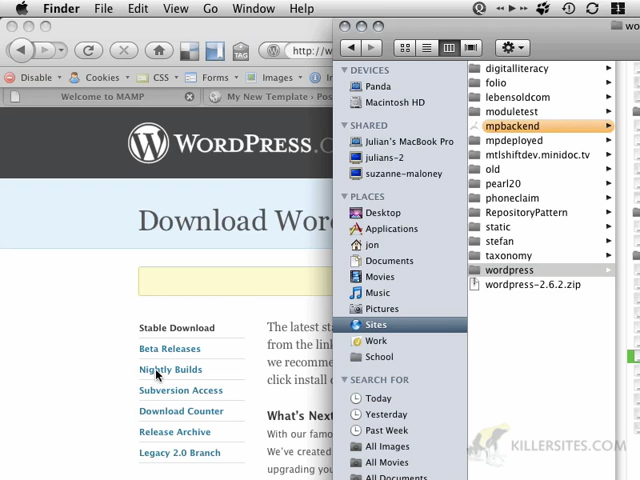 Finder File Edit View Go Window Help
http://w
wo
Disable Cookies CSS Forms Images
Welcome to MAMP My New Template › Pos
WORDPRESS
Download Wor
Stable Download
Beta Releases
Nightly Builds
Subversion Access
Download Counter
Release Archive
Legacy 2.0 Branch
The latest sta
from the link
we recomme
click install o
What's Next
With our famo
We've created
upgrading you
DEVICES
Panda
Macintosh HD
SHARED
Julian's MacBook Pro
julians-2
suzanne-maloney
PLACES
Desktop
Applications
jon
Documents
Movies
Music
Pictures
Sites
Work
School
SEARCH FOR
Today
Yesterday
Past Week
All Images
All Movies
All Documents
digitalliteracy
folio
lebensoldcom
moduletest
mpbackend
mpdeployed
mtlshiftdev.minidoc.tv
old
pearl20
phoneclaim
RepositoryPattern
static
stefan
taxonomy
wordpress
wordpress-2.6.2.zip
KILLERSITES.COM